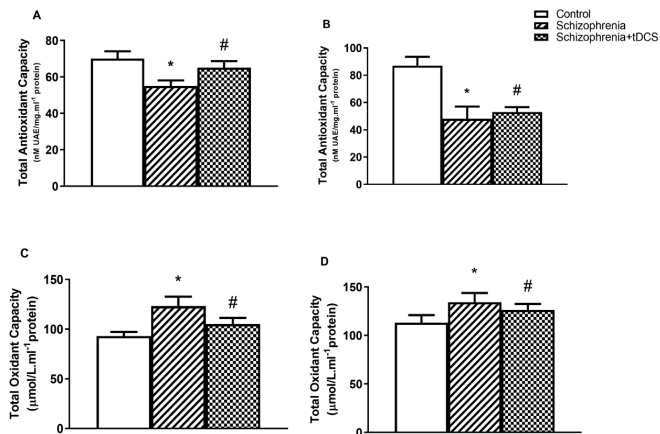 Control
Schizophrenia
Schizophrenia+tDCS
A
Total Antioxidant Capacity
(nM UAE/mg.ml⁻¹ protein)
80
60
40
20
0
*
#
B
Total Antioxidant Capacity
(nM UAE/mg.ml⁻¹ protein)
100
80
60
40
20
0
*
#
C
Total Oxidant Capacity
(μmol/L.ml⁻¹protein)
150
100
50
0
*
#
D
Total Oxidant Capacity
(μmol/L.ml⁻¹protein)
150
100
50
0
*
#